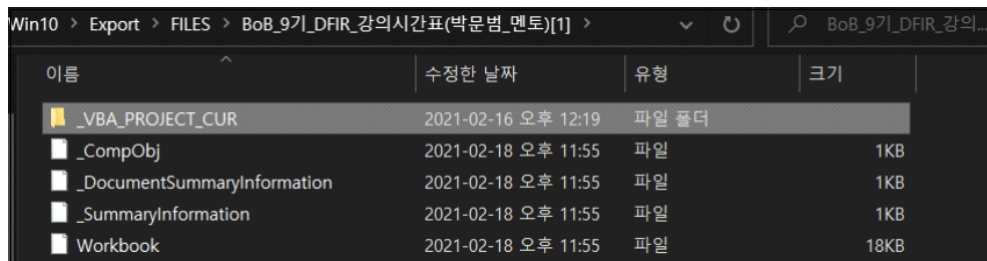 Win10 > Export > FILES > BoB_9기_DFIR_강의시간표(박문범_멘토)[1] > BoB_9기_DFIR_강의...
이름 수정한 날짜 유형 크기
_VBA_PROJECT_CUR 2021-02-16 오후 12:19 파일 폴더
_CompObj 2021-02-18 오후 11:55 파일 1KB
_DocumentSummaryInformation 2021-02-18 오후 11:55 파일 1KB
_SummaryInformation 2021-02-18 오후 11:55 파일 1KB
Workbook 2021-02-18 오후 11:55 파일 18KB